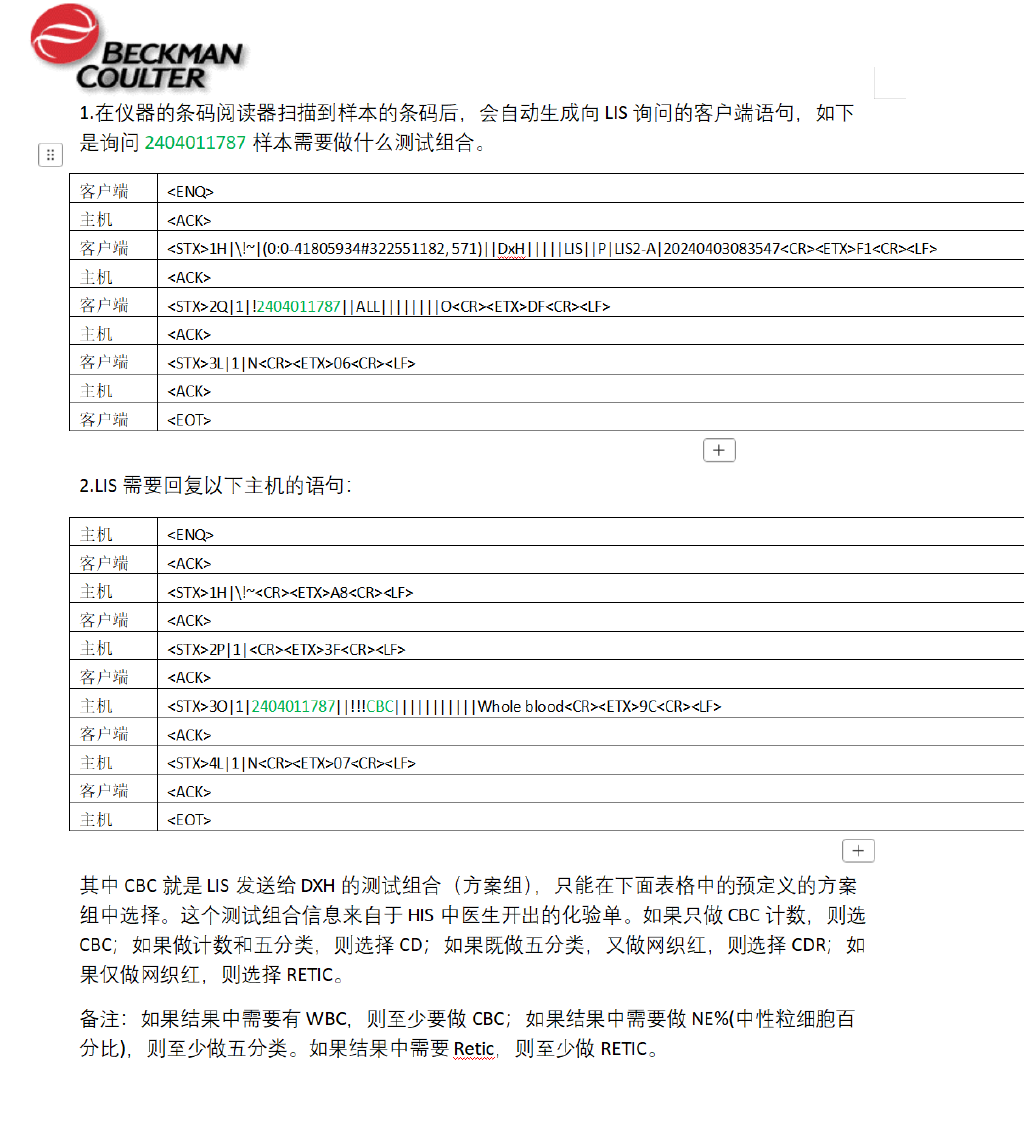 BECKMAN
COULTER
1.在仪器的条码阅读器扫描到样本的条码后，会自动生成向 LIS 询问的客户端语句，如下
是询问 2404011787 样本需要做什么测试组合。
客户端 <ENQ>
主机 <ACK>
客户端 <STX>1H|\!~|(0:0-41805934#322551182,571)||DxH|||||LIS||P|LIS2-A|20240403083547<CR><ETX>F1<CR><LF>
主机 <ACK>
客户端 <STX>2Q|1|!2404011787||ALL||||||||O<CR><ETX>DF<CR><LF>
主机 <ACK>
客户端 <STX>3L|1|N<CR><ETX>06<CR><LF>
主机 <ACK>
客户端 <EOT>
2.LIS 需要回复以下主机的语句：
主机 <ENQ>
客户端 <ACK>
主机 <STX>1H|\!~<CR><ETX>A8<CR><LF>
客户端 <ACK>
主机 <STX>2P|1|<CR><ETX>3F<CR><LF>
客户端 <ACK>
主机 <STX>3O|1|2404011787||!!!CBC|||||||||||Whole blood<CR><ETX>9C<CR><LF>
客户端 <ACK>
主机 <STX>4L|1|N<CR><ETX>07<CR><LF>
客户端 <ACK>
主机 <EOT>
其中 CBC 就是 LIS 发送给 DXH 的测试组合（方案组），只能在下面表格中的预定义的方案
组中选择。这个测试组合信息来自于 HIS 中医生开出的化验单。如果只做 CBC 计数，则选
CBC；如果做计数和五分类，则选择 CD；如果既做五分类，又做网织红，则选择 CDR；如
果仅做网织红，则选择 RETIC。
备注：如果结果中需要有 WBC，则至少要做 CBC；如果结果中需要做 NE%(中性粒细胞百
分比)，则至少做五分类。如果结果中需要 Retic，则至少做 RETIC。